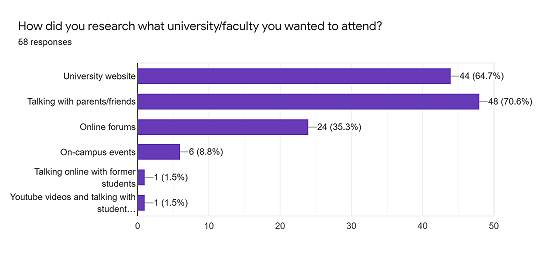 How did you research what university/faculty you wanted to attend?
68 responses
University website
44 (64.7%)
Talking with parents/friends
48 (70.6%)
Online forums
24 (35.3%)
On-campus events
6 (8.8%)
Talking online with former
students
1 (1.5%)
Youtube videos and talking with
student…
1 (1.5%)
0 10 20 30 40 50